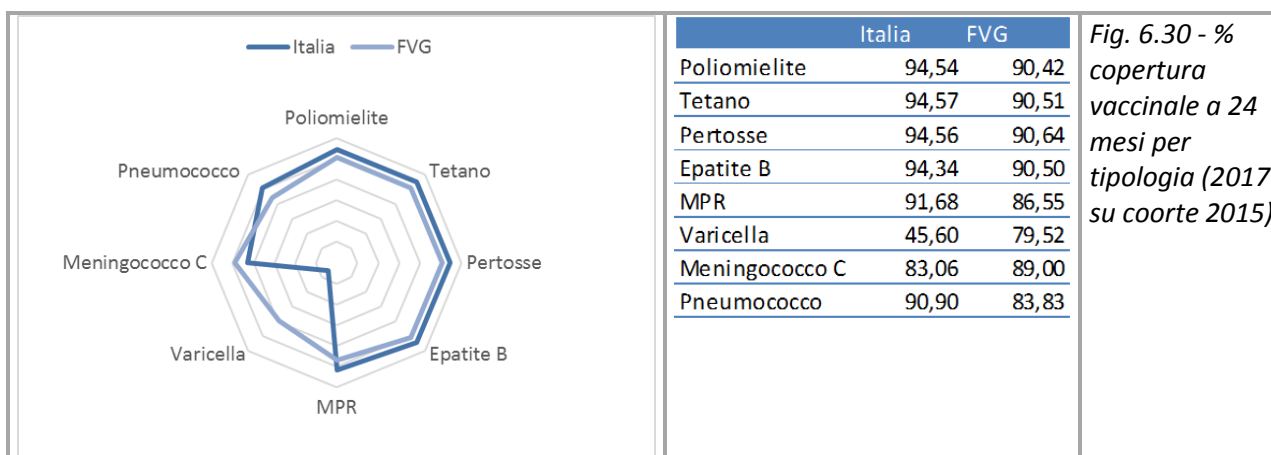 Italia FVG
Poliomielite
Pneumococco Tetano
Meningococco C Pertosse
Varicella Epatite B
MPR
Italia FVG
Poliomielite 94,54 90,42
Tetano 94,57 90,51
Pertosse 94,56 90,64
Epatite B 94,34 90,50
MPR 91,68 86,55
Varicella 45,60 79,52
Meningococco C 83,06 89,00
Pneumococco 90,90 83,83
Fig. 6.30 - %
copertura
vaccinale a 24
mesi per
tipologia (2017
su coorte 2015)